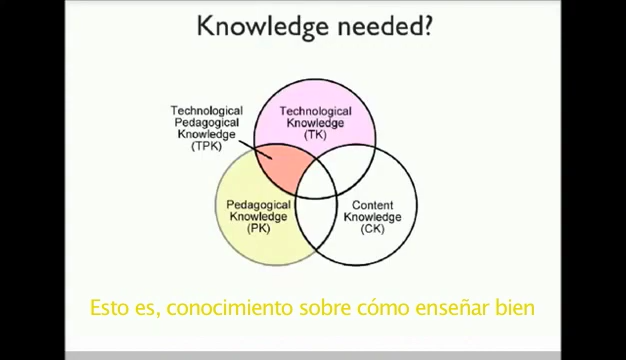 Knowledge needed?
Technological
Pedagogical
Knowledge
(TPK)
Technological
Knowledge
(TK)
Pedagogical
Knowledge
(PK)
Content
Knowledge
(CK)
Esto es, conocimiento sobre cómo enseñar bien